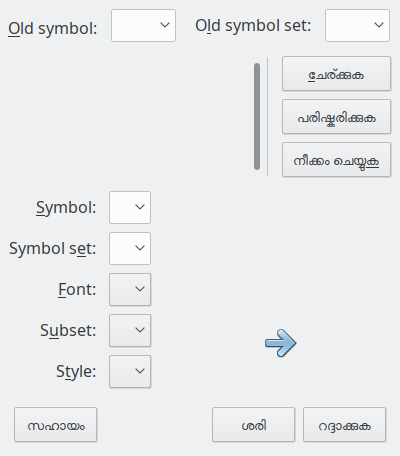 Old symbol: Old symbol set:
ചേര്ക്കുക
പരിഷ്കരിക്കുക
നീക്കം ചെയ്യുക
Symbol:
Symbol set:
Font:
Subset:
Style:
സഹായം ശരി റദ്ദാക്കുക